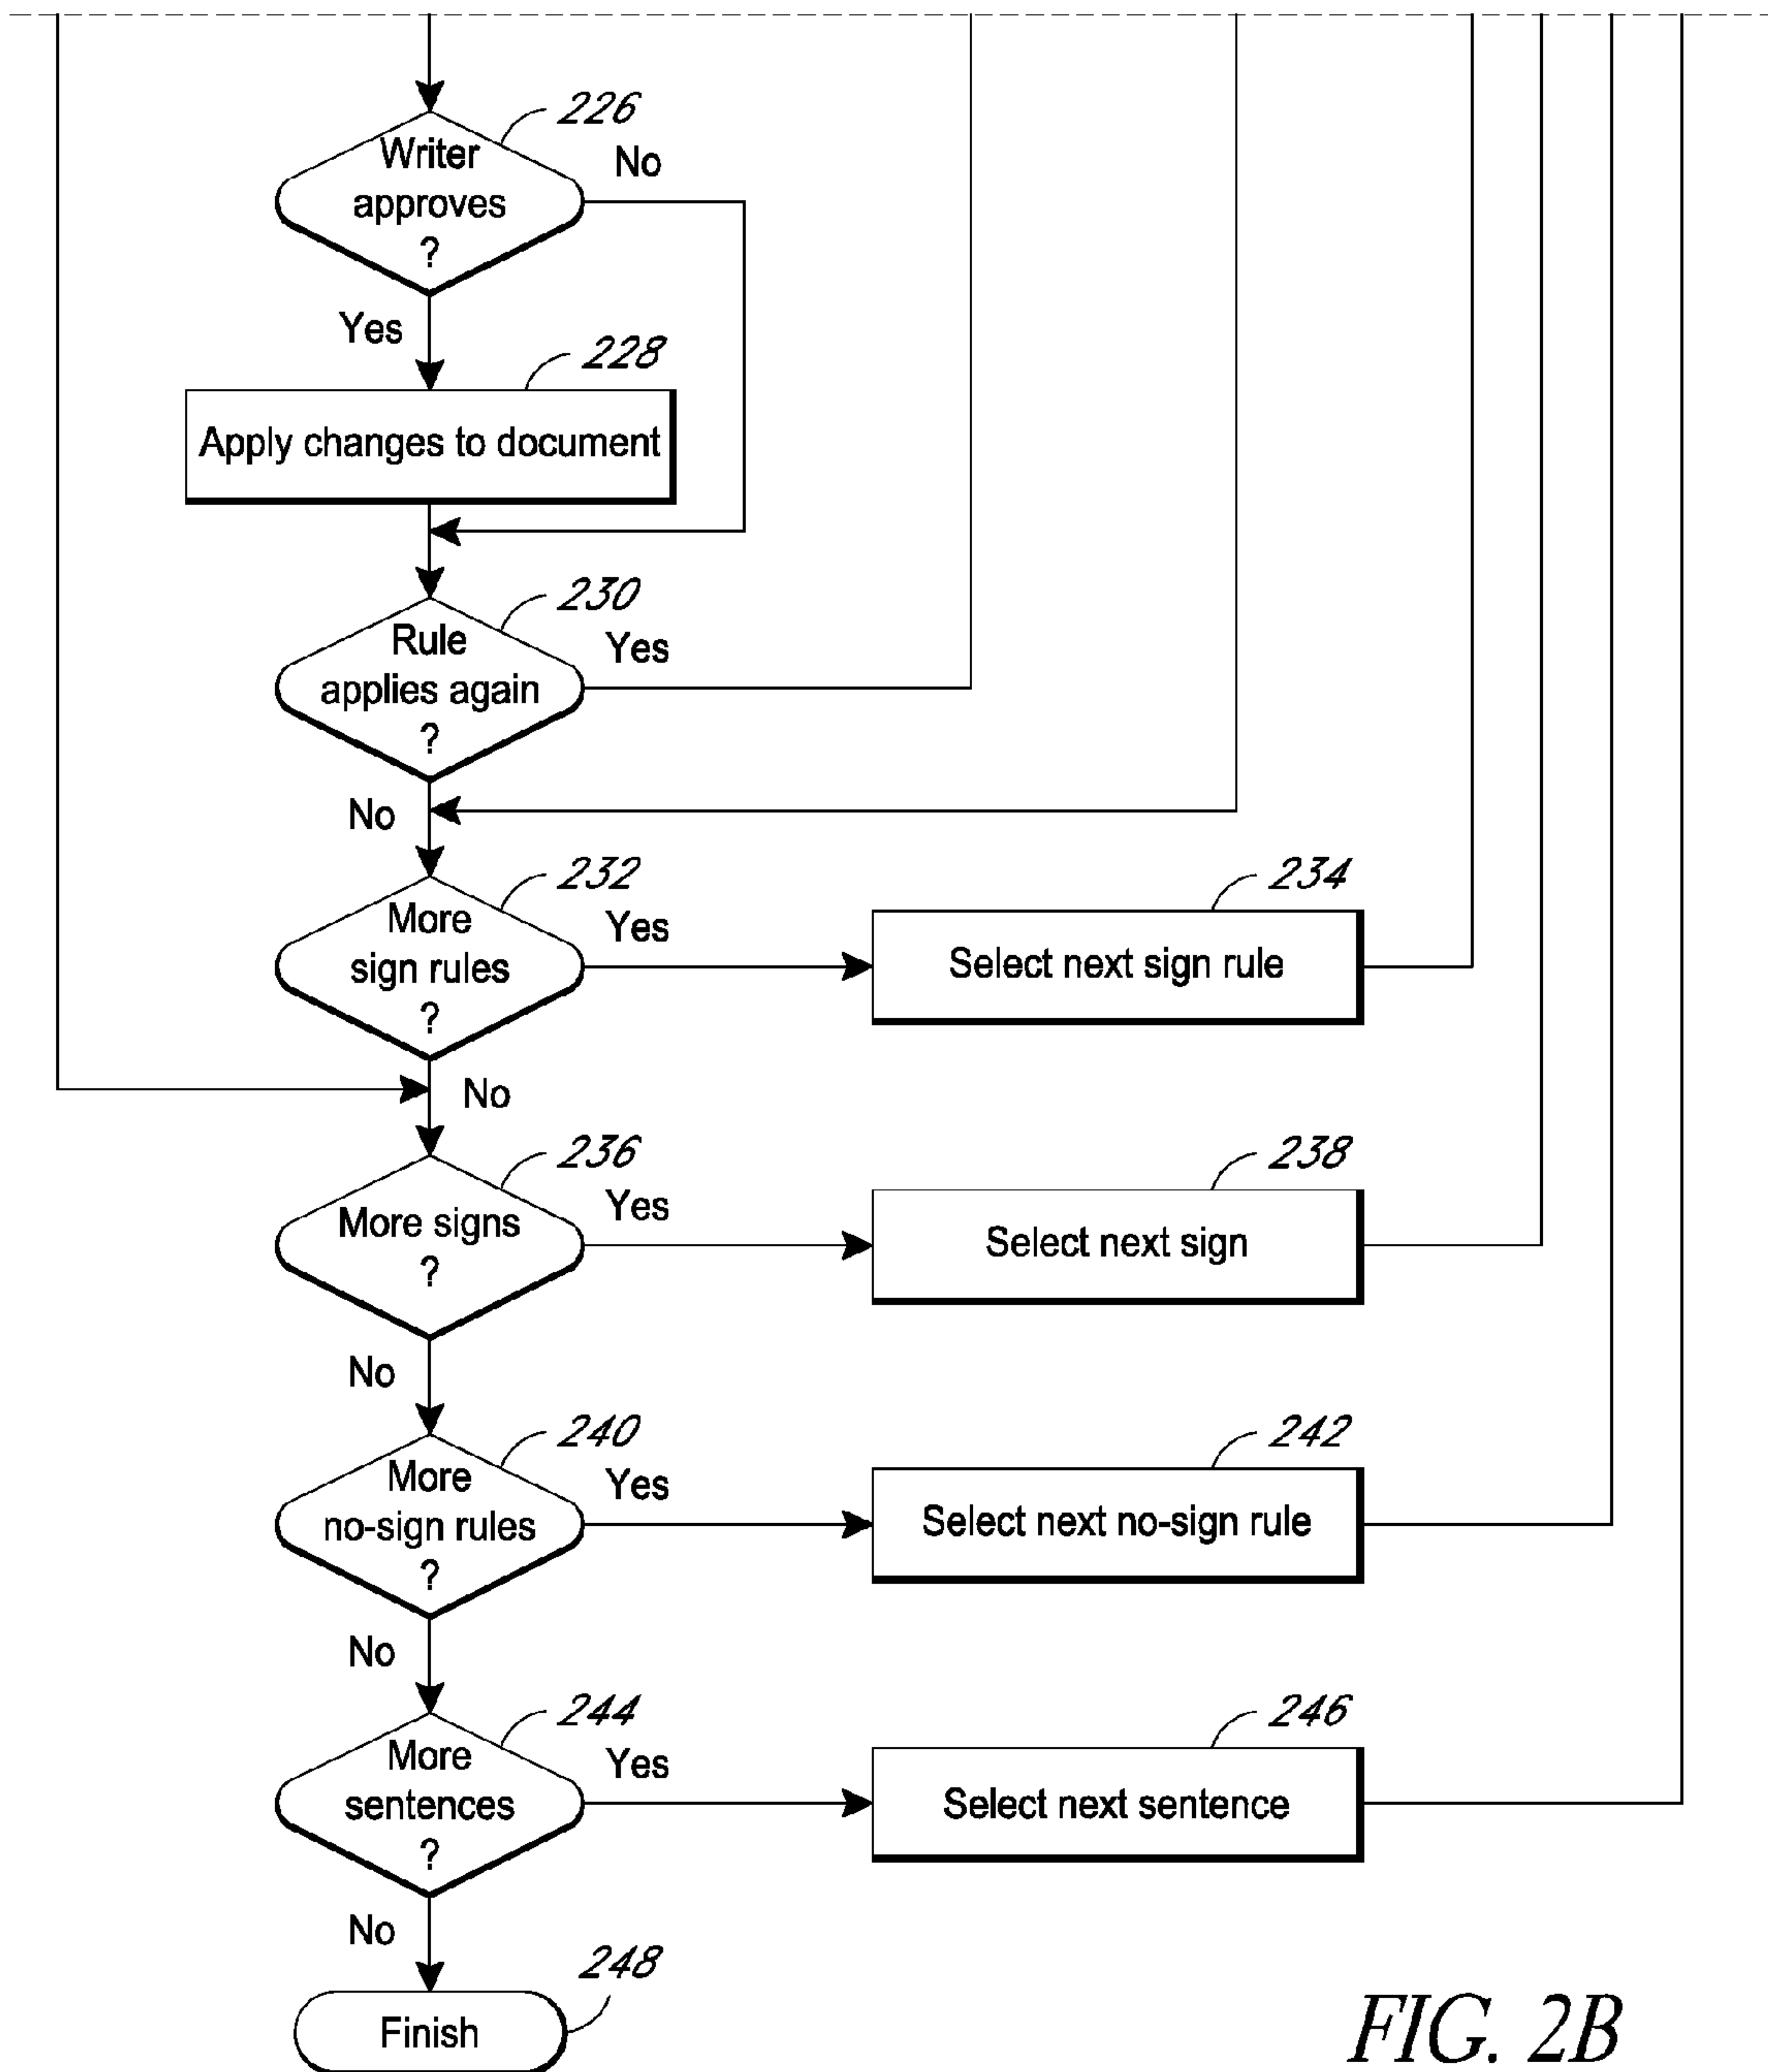 226
Writer
approves
?
No
Yes
228
Apply changes to document
230
Rule
applies again
?
Yes
No
232
More
sign rules
?
Yes
234
Select next sign rule
No
236
More signs
?
Yes
238
Select next sign
No
240
More
no-sign rules
?
Yes
242
Select next no-sign rule
No
244
More
sentences
?
Yes
246
Select next sentence
No
248
Finish
FIG. 2B